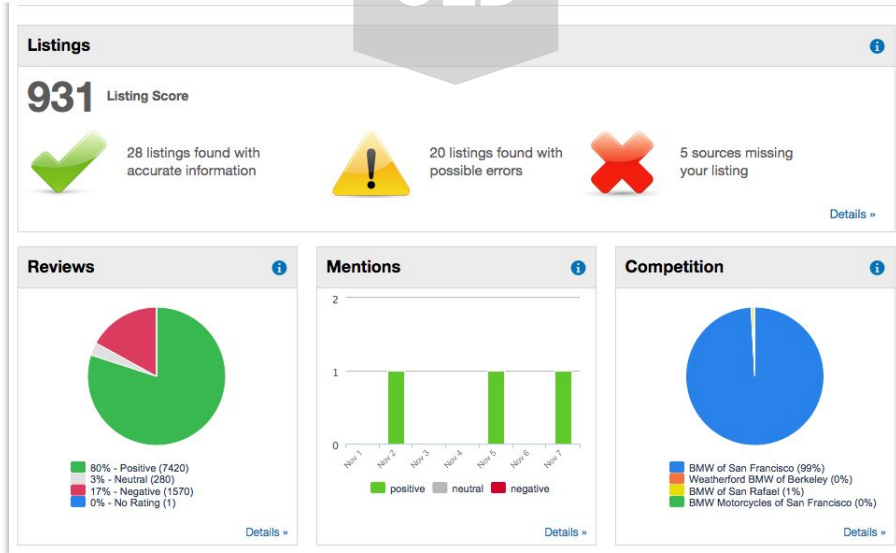 Listings
931 Listing Score
28 listings found with
accurate information
20 listings found with
possible errors
5 sources missing
your listing
Details »
Reviews
80% - Positive (7420)
3% - Neutral (280)
17% - Negative (1570)
0% - No Rating (1)
Details »
Mentions
2
1
0
Nov 1
Nov 2
Nov 3
Nov 4
Nov 5
Nov 6
Nov 7
positive
neutral
negative
Details »
Competition
BMW of San Francisco (99%)
Weatherford BMW of Berkeley (0%)
BMW of San Rafael (1%)
BMW Motorcycles of San Francisco (0%)
Details »